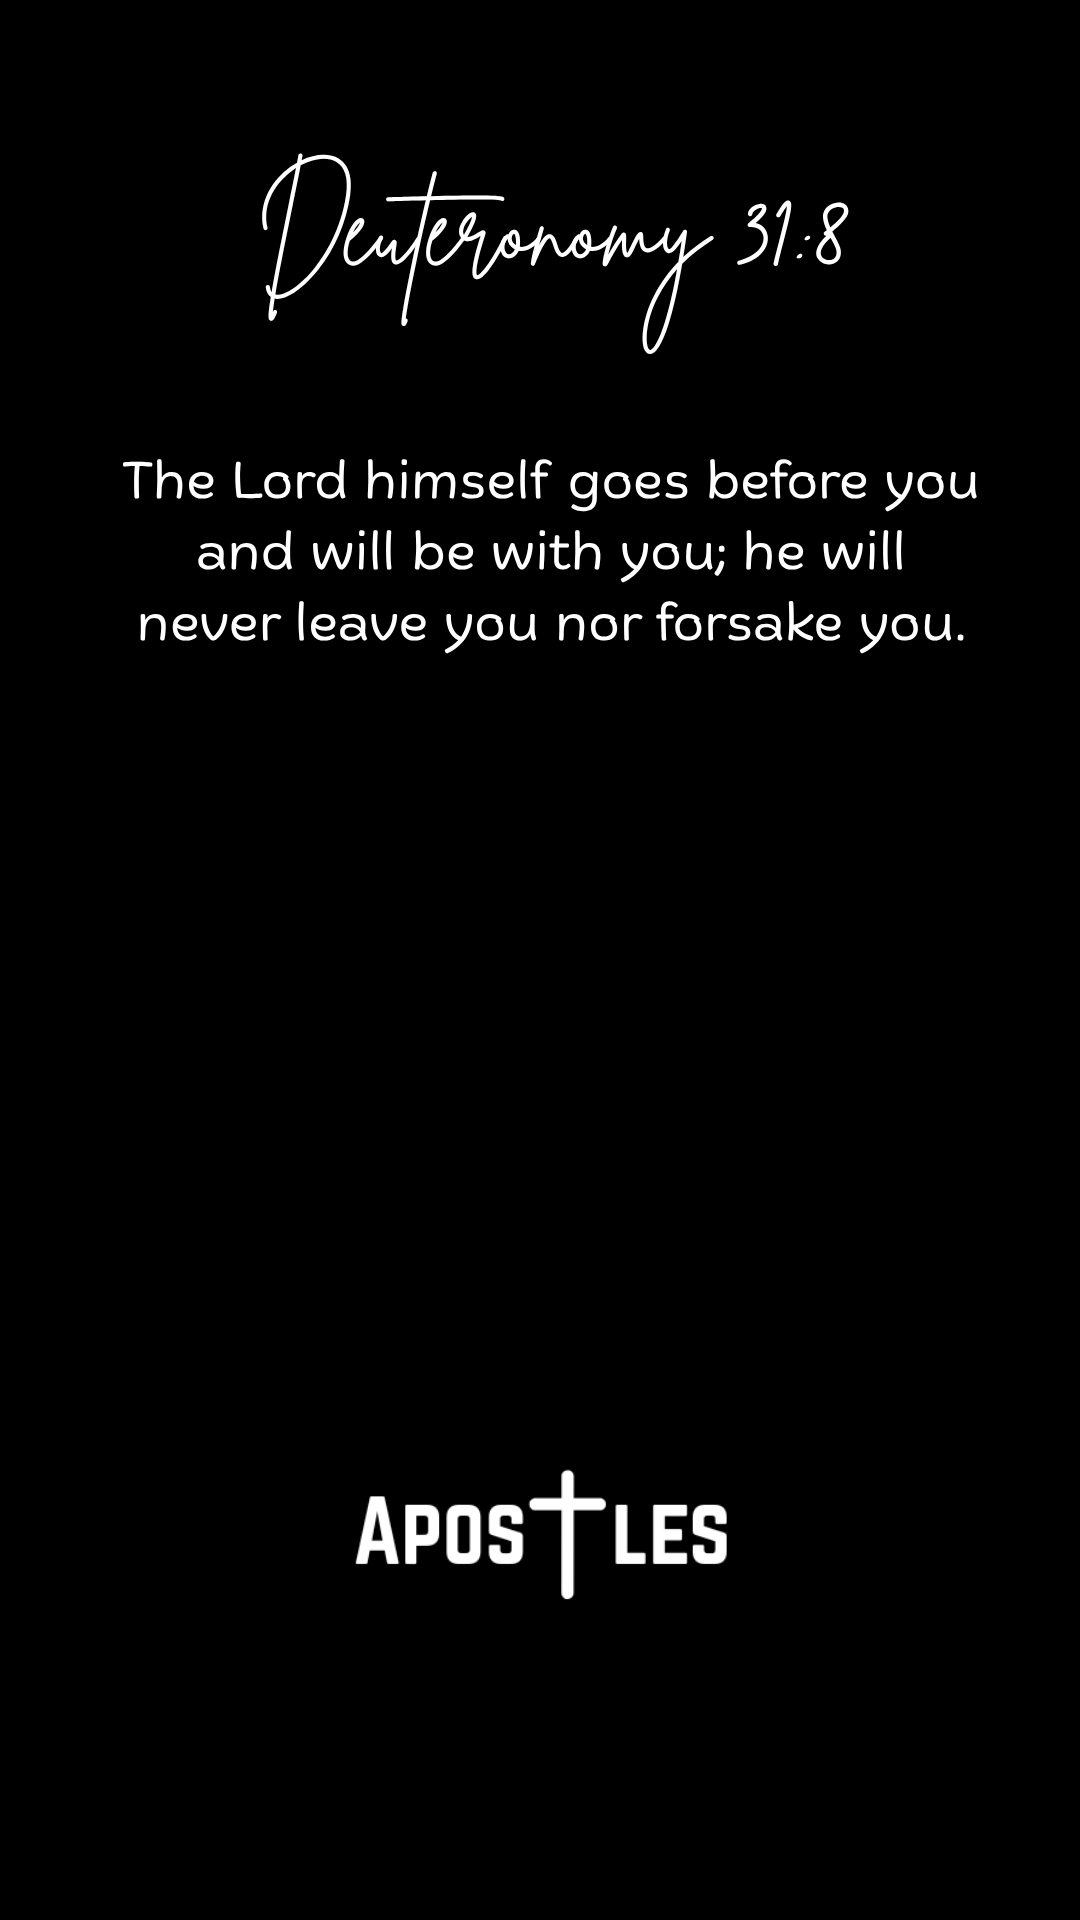 Deuteronomy 31:8
The Lord himself goes before you
and will be with you; he will
never leave you nor forsake you.
Apostles